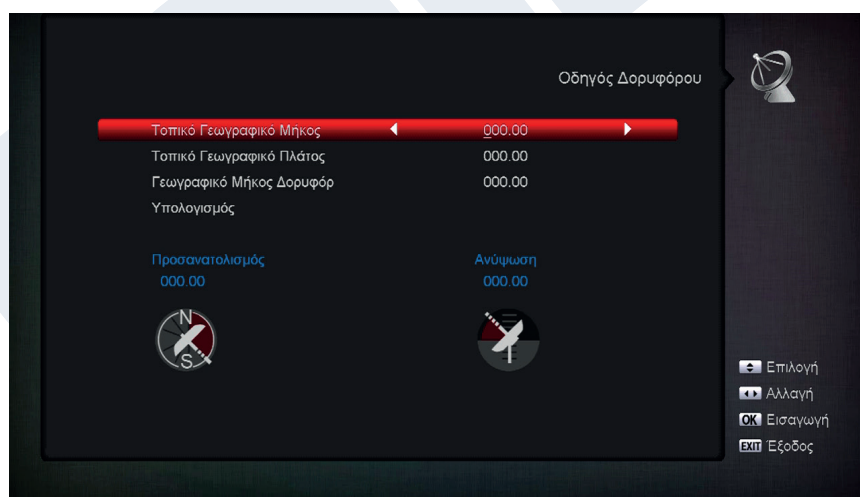 Οδηγός Δορυφόρου
Τοπικό Γεωγραφικό Μήκος 000.00
Τοπικό Γεωγραφικό Πλάτος 000.00
Γεωγραφικό Μήκος Δορυφόρ 000.00
Υπολογισμός
Προσανατολισμός Ανύψωση
000.00 000.00
N
S
Επιλογή
Αλλαγή
OK Εισαγωγή
EXIT Έξοδος